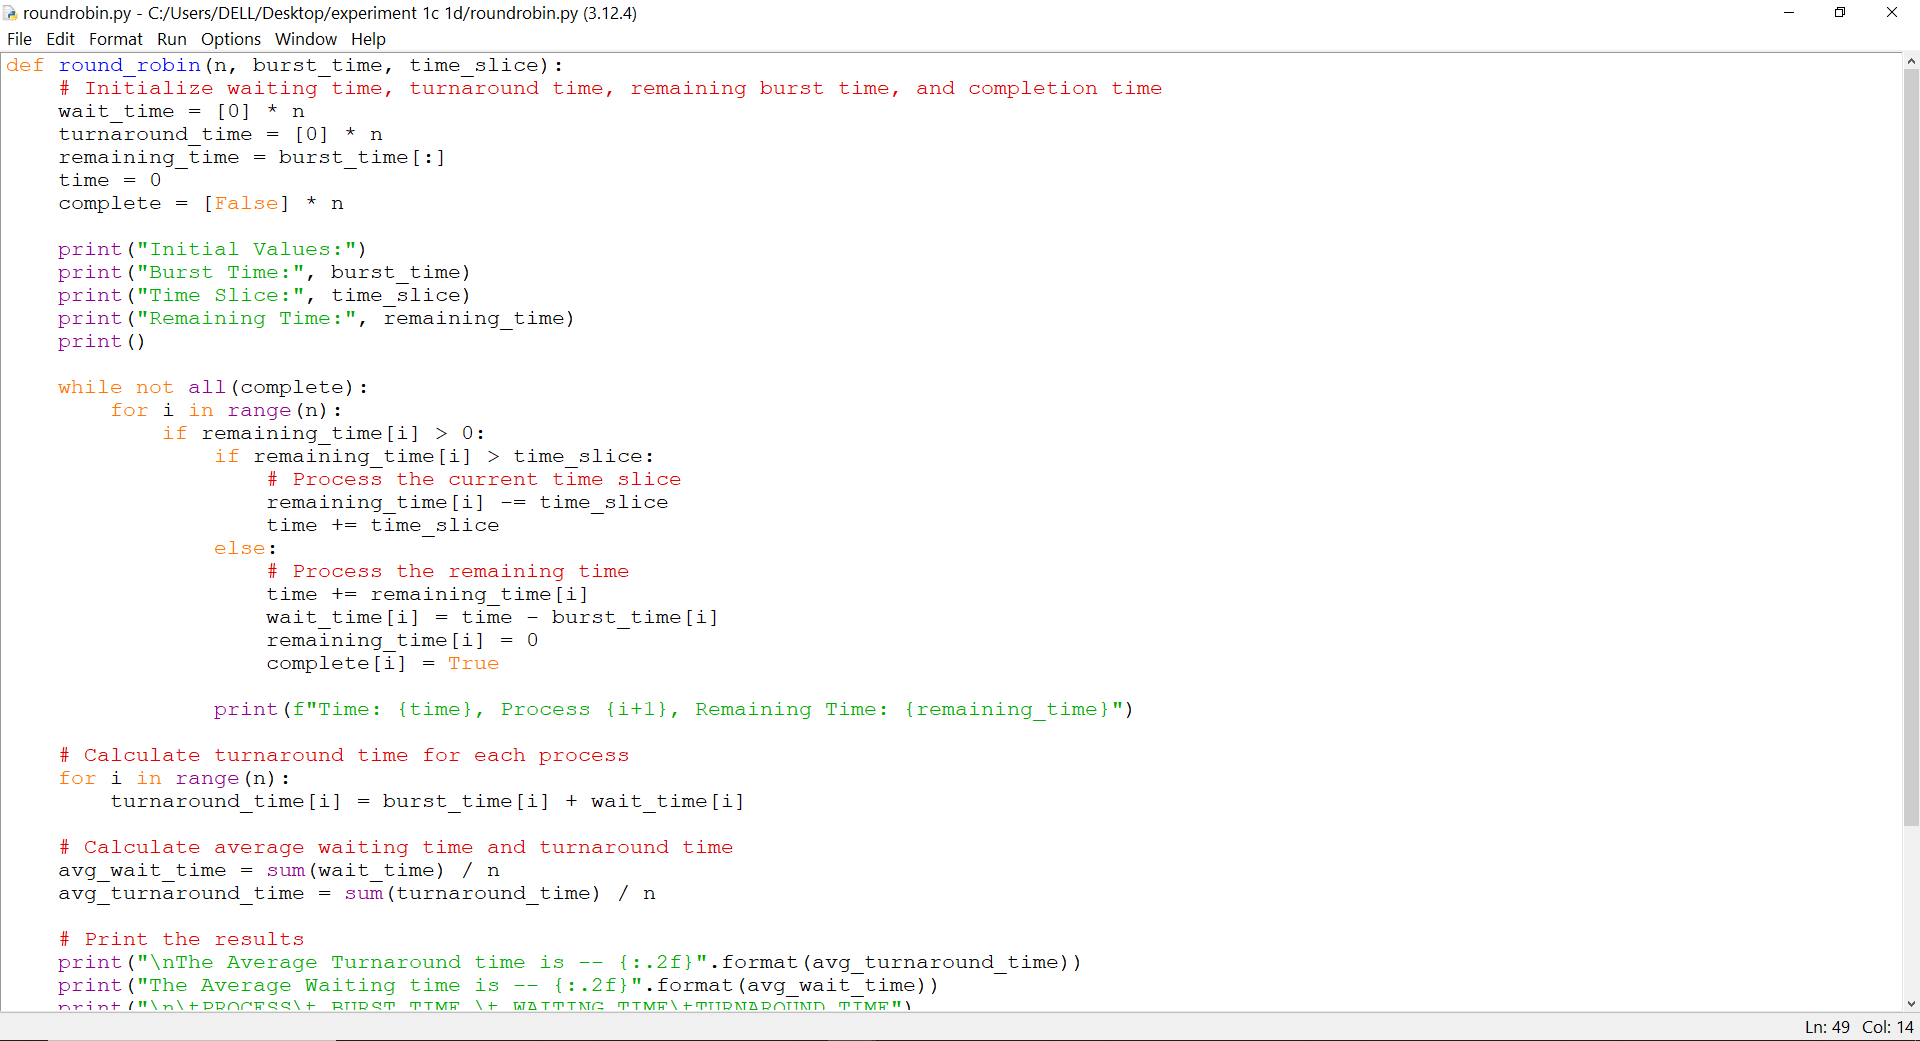 roundrobin.py - C:/Users/DELL/Desktop/experiment 1c 1d/roundrobin.py (3.12.4)
File Edit Format Run Options Window Help
def round_robin(n, burst_time, time_slice):
    # Initialize waiting time, turnaround time, remaining burst time, and completion time
    wait_time = [0] * n
    turnaround_time = [0] * n
    remaining_time = burst_time[:]
    time = 0
    complete = [False] * n

    print("Initial Values:")
    print("Burst Time:", burst_time)
    print("Time Slice:", time_slice)
    print("Remaining Time:", remaining_time)
    print()

    while not all(complete):
        for i in range(n):
            if remaining_time[i] > 0:
                if remaining_time[i] > time_slice:
                    # Process the current time slice
                    remaining_time[i] -= time_slice
                    time += time_slice
                else:
                    # Process the remaining time
                    time += remaining_time[i]
                    wait_time[i] = time - burst_time[i]
                    remaining_time[i] = 0
                    complete[i] = True

                print(f"Time: {time}, Process {i+1}, Remaining Time: {remaining_time}")

    # Calculate turnaround time for each process
    for i in range(n):
        turnaround_time[i] = burst_time[i] + wait_time[i]

    # Calculate average waiting time and turnaround time
    avg_wait_time = sum(wait_time) / n
    avg_turnaround_time = sum(turnaround_time) / n

    # Print the results
    print("\nThe Average Turnaround time is -- {:.2f}".format(avg_turnaround_time))
    print("The Average Waiting time is -- {:.2f}".format(avg_wait_time))
    print("\n\tPROCESS\t BURST TIME \t WAITING TIME\tTURNAROUND TIME")
Ln: 49 Col: 14